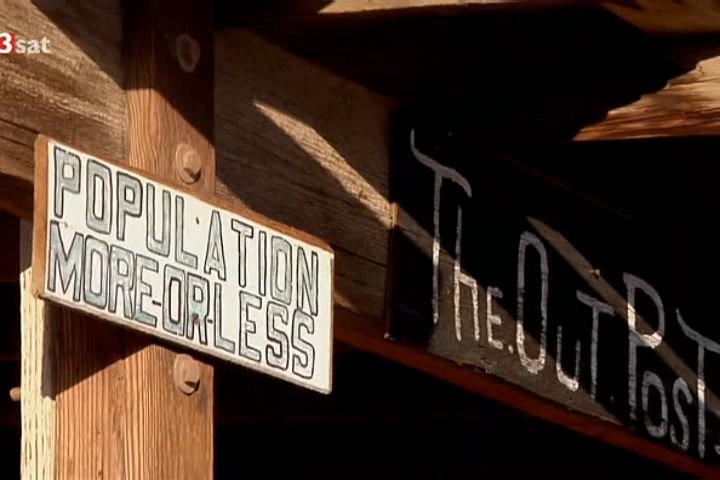 3sat
POPULATION
MORE-OR-LESS
THE.OUT.POST.